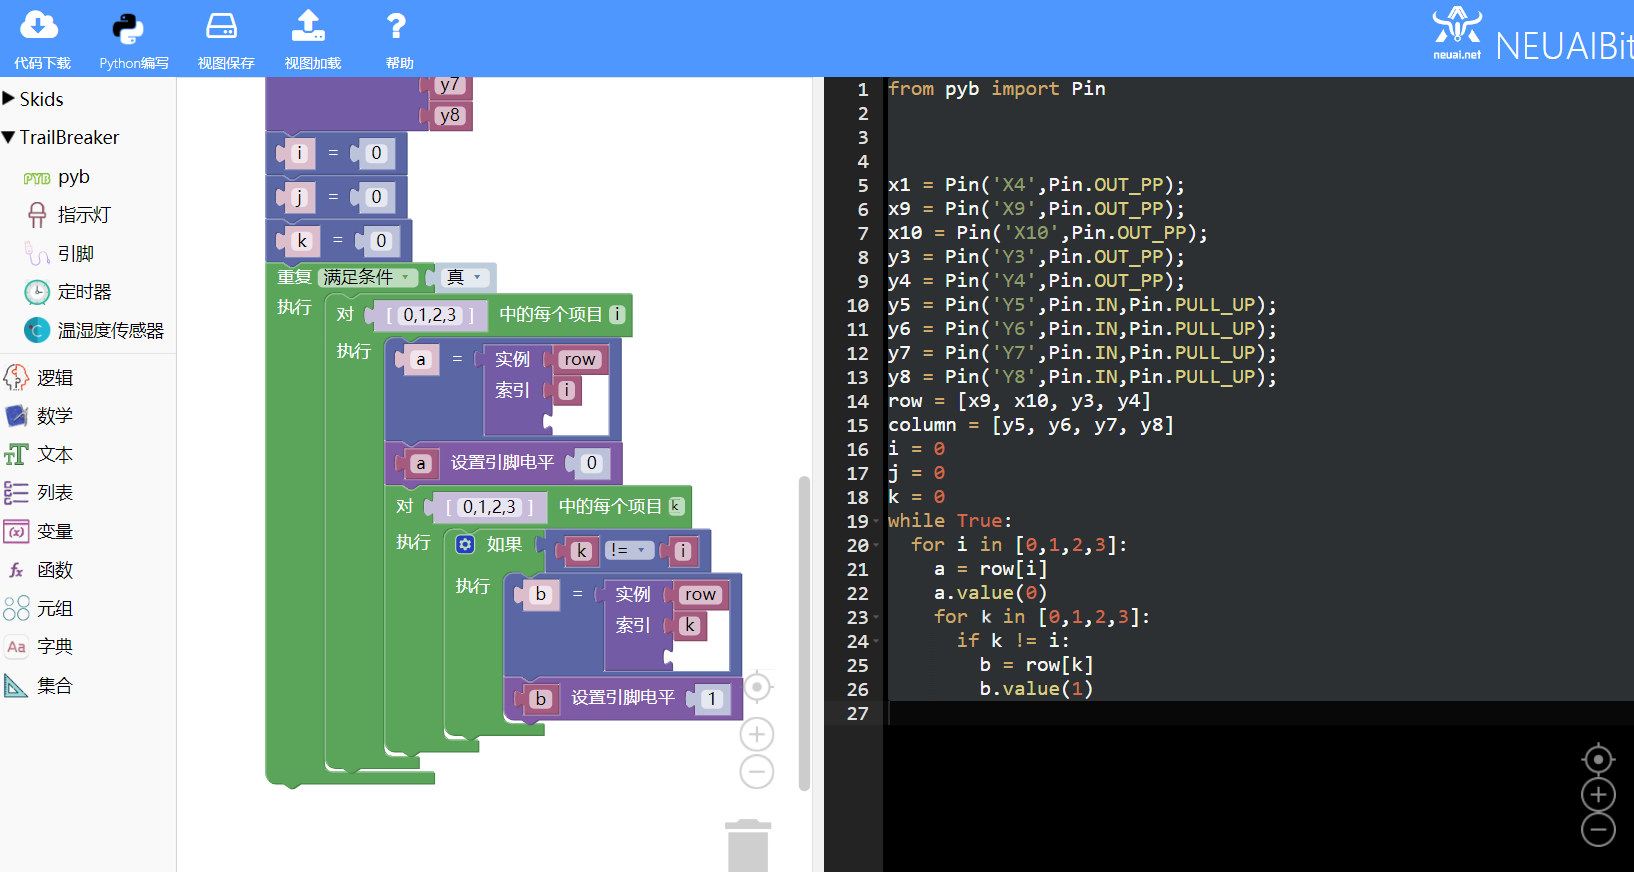 代码下载
Python编写
视图保存
视图加载
?
帮助
neuai.net
NEUAIBit
Skids
TrailBreaker
PYB pyb
指示灯
引脚
定时器
温湿度传感器
逻辑
数学
文本
列表
(x) 变量
fx 函数
元组
Aa 字典
集合
y7
y8
i = 0
j = 0
k = 0
重复 满足条件 真
执行 对 [ 0,1,2,3 ] 中的每个项目 i
执行 a = 实例 row
索引 i
a 设置引脚电平 0
对 [ 0,1,2,3 ] 中的每个项目 k
执行 如果 k != i
执行 b = 实例 row
索引 k
b 设置引脚电平 1
1 from pyb import Pin
2
3
4
5 x1 = Pin('X4',Pin.OUT_PP);
6 x9 = Pin('X9',Pin.OUT_PP);
7 x10 = Pin('X10',Pin.OUT_PP);
8 y3 = Pin('Y3',Pin.OUT_PP);
9 y4 = Pin('Y4',Pin.OUT_PP);
10 y5 = Pin('Y5',Pin.IN,Pin.PULL_UP);
11 y6 = Pin('Y6',Pin.IN,Pin.PULL_UP);
12 y7 = Pin('Y7',Pin.IN,Pin.PULL_UP);
13 y8 = Pin('Y8',Pin.IN,Pin.PULL_UP);
14 row = [x9, x10, y3, y4]
15 column = [y5, y6, y7, y8]
16 i = 0
17 j = 0
18 k = 0
19 while True:
20 for i in [0,1,2,3]:
21 a = row[i]
22 a.value(0)
23 for k in [0,1,2,3]:
24 if k != i:
25 b = row[k]
26 b.value(1)
27